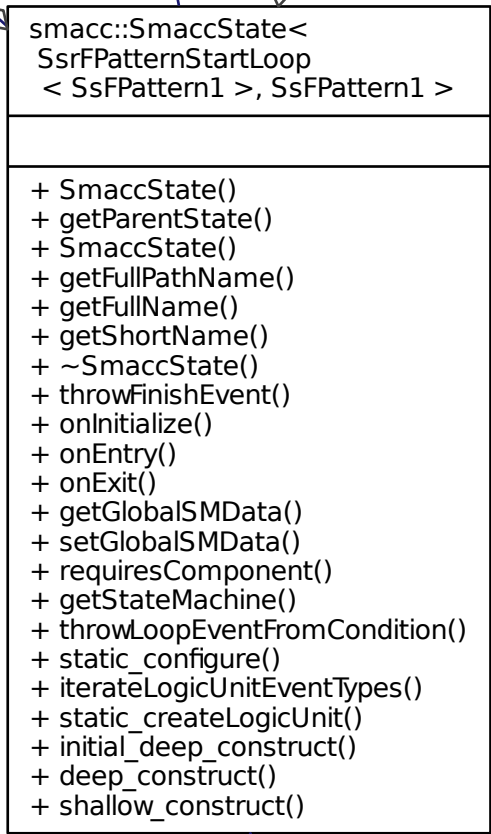 smacc::SmaccState<
SsrFPatternStartLoop
< SsFPattern1 >, SsFPattern1 >
+ SmaccState()
+ getParentState()
+ SmaccState()
+ getFullPathName()
+ getFullName()
+ getShortName()
+ ~SmaccState()
+ throwFinishEvent()
+ onInitialize()
+ onEntry()
+ onExit()
+ getGlobalSMData()
+ setGlobalSMData()
+ requiresComponent()
+ getStateMachine()
+ throwLoopEventFromCondition()
+ static_configure()
+ iterateLogicUnitEventTypes()
+ static_createLogicUnit()
+ initial_deep_construct()
+ deep_construct()
+ shallow_construct()